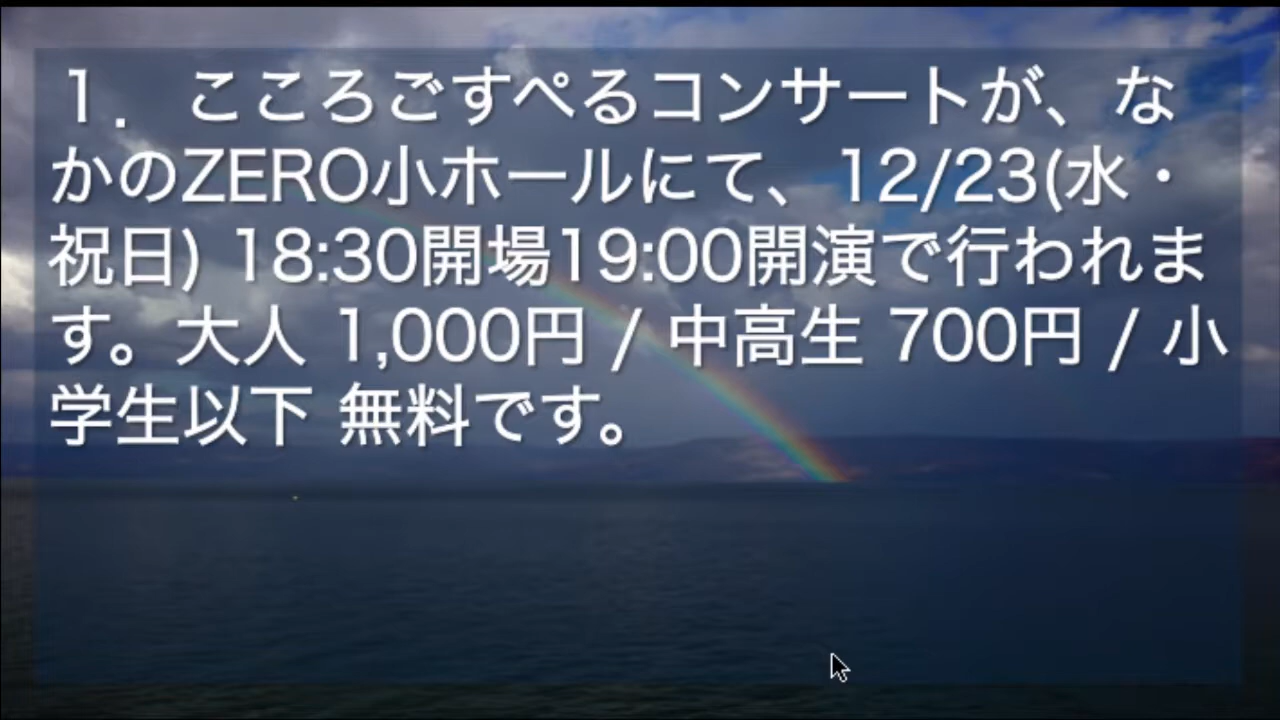 １． こころごすぺるコンサートが、な
かのZERO小ホールにて、12/23(水・
祝日) 18:30開場19:00開演で行われま
す。大人 1,000円 / 中高生 700円 / 小
学生以下 無料です。